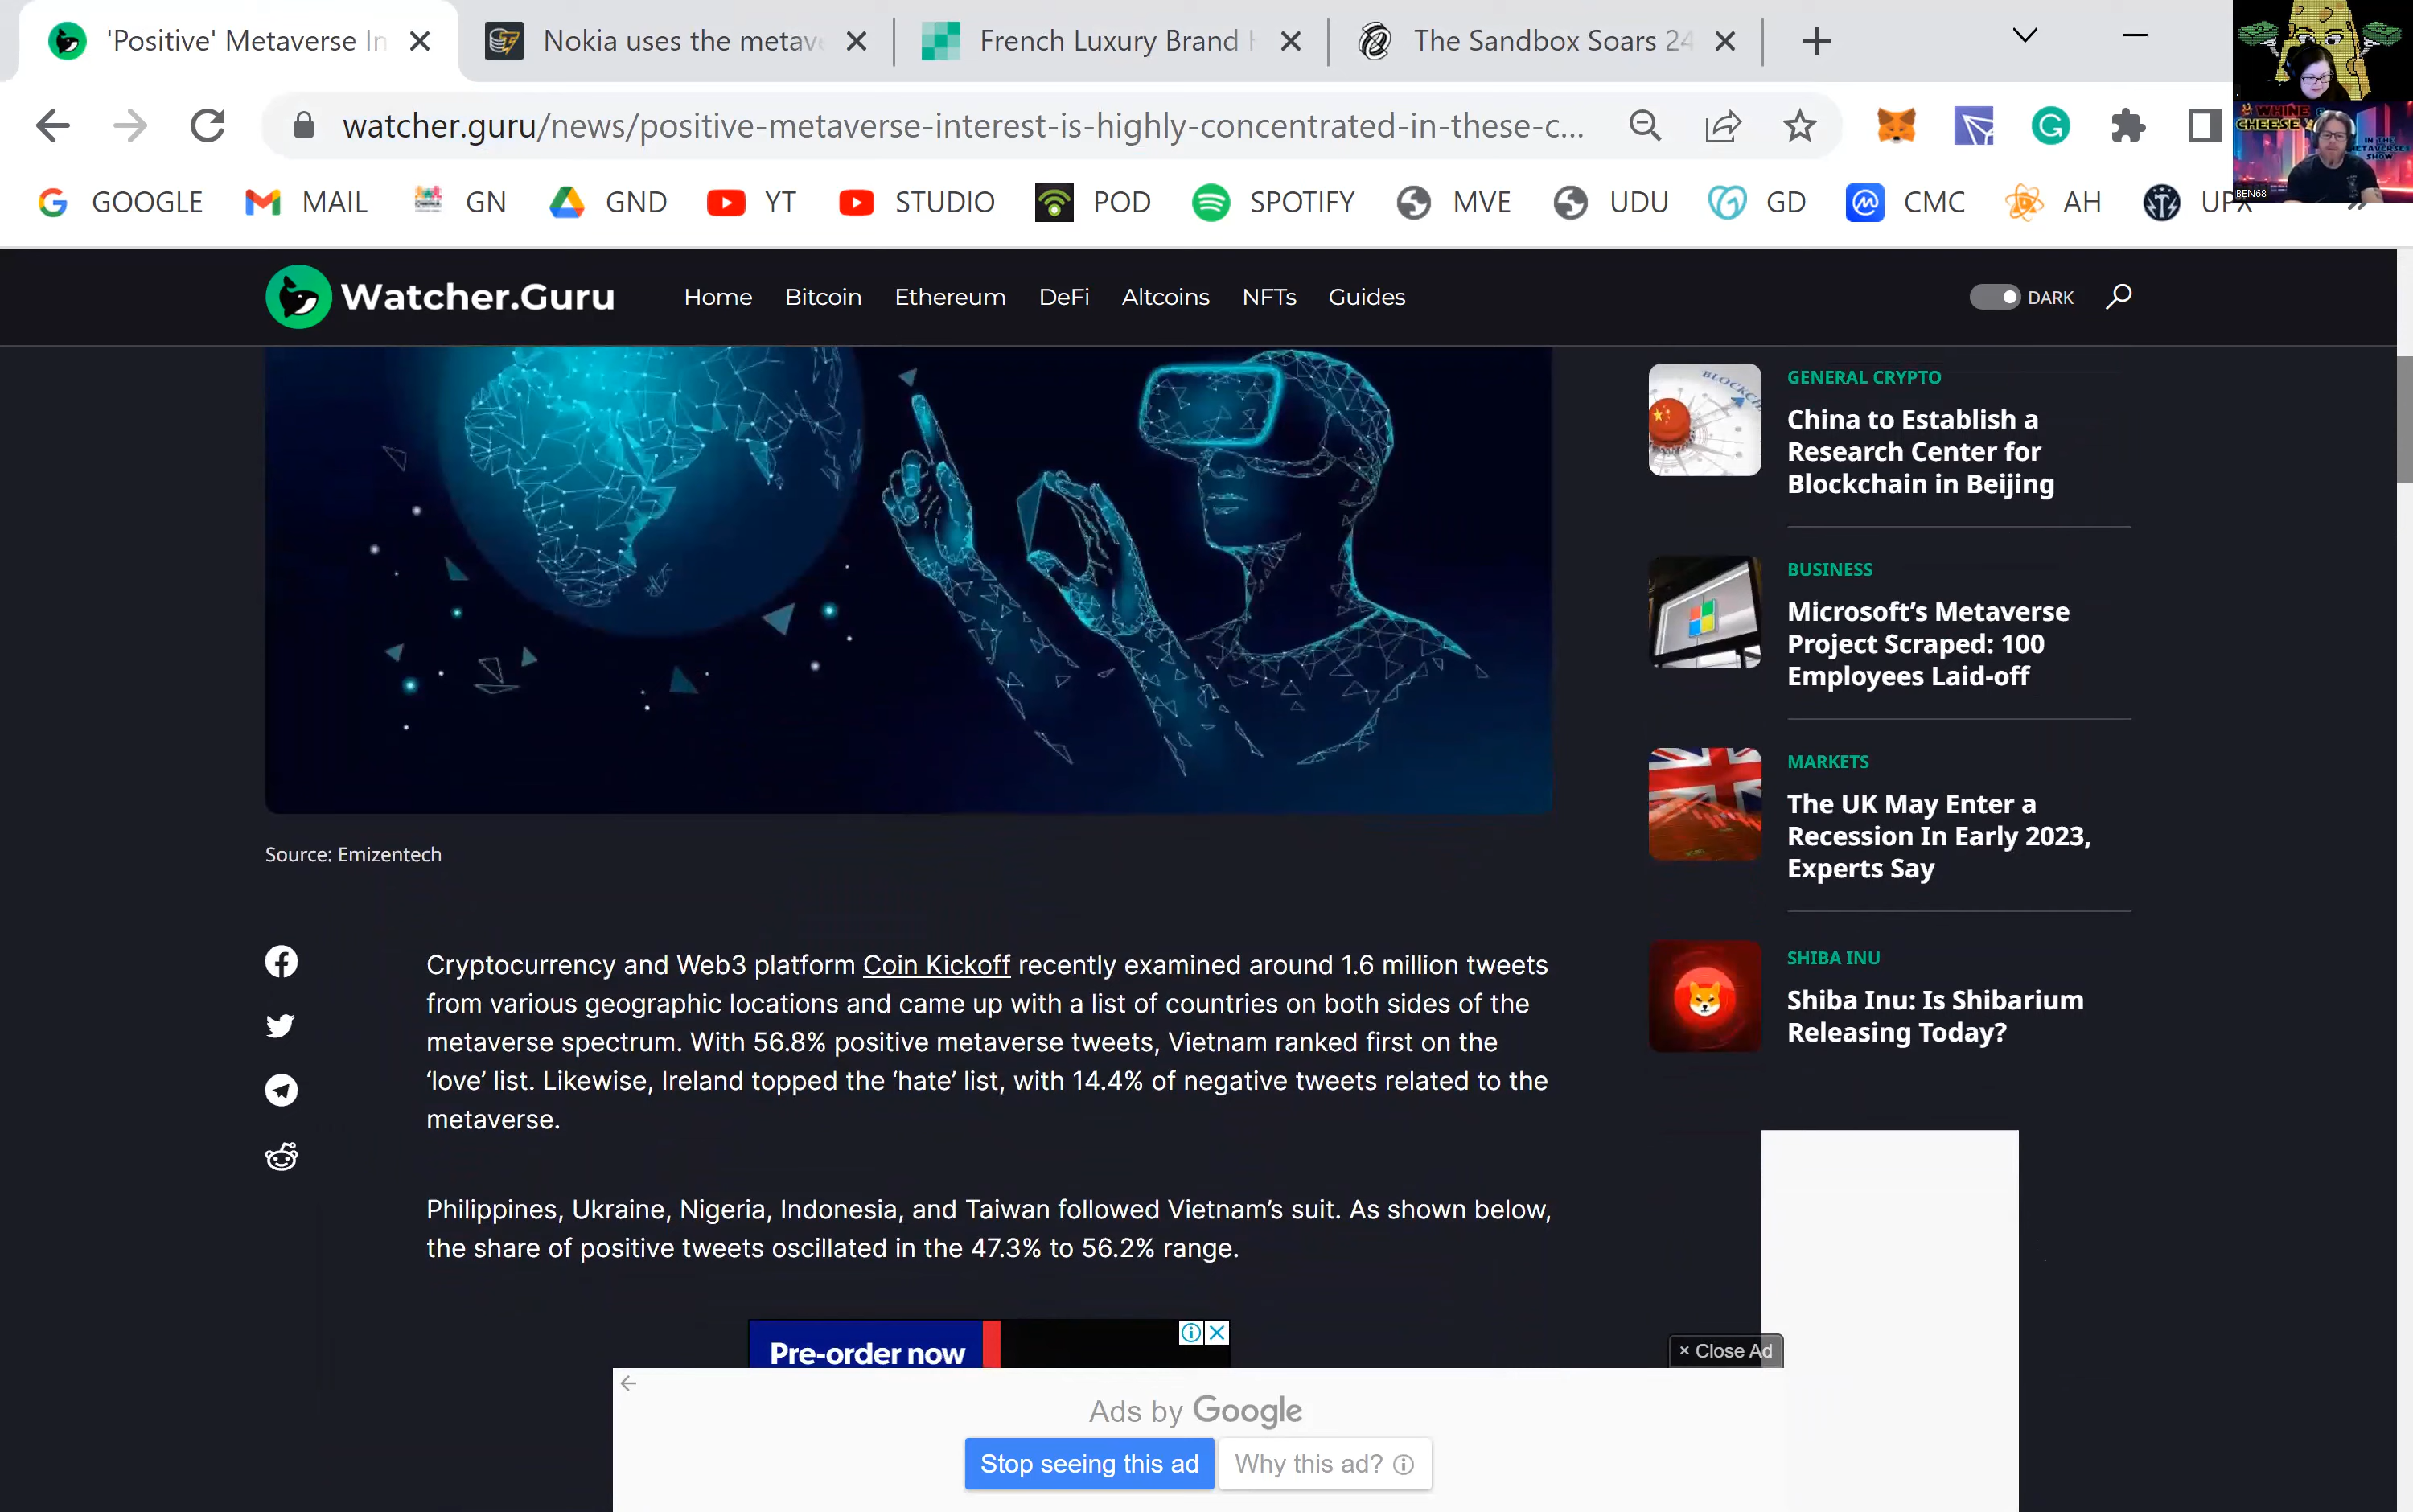 'Positive' Metaverse In
Nokia uses the metave
French Luxury Brand H
The Sandbox Soars 24
watcher.guru/news/positive-metaverse-interest-is-highly-concentrated-in-these-c...
GOOGLE MAIL GN GND YT STUDIO POD SPOTIFY MVE UDU GD CMC AH UPX »
WHINE
CHEESE
IN THE
METAVERSE
SHOW
BEN68
Watcher.Guru
Home Bitcoin Ethereum DeFi Altcoins NFTs Guides
DARK
GENERAL CRYPTO
China to Establish a
Research Center for
Blockchain in Beijing
BUSINESS
Microsoft's Metaverse
Project Scraped: 100
Employees Laid-off
MARKETS
The UK May Enter a
Recession In Early 2023,
Experts Say
SHIBA INU
Shiba Inu: Is Shibarium
Releasing Today?
Source: Emizentech
Cryptocurrency and Web3 platform Coin Kickoff recently examined around 1.6 million tweets
from various geographic locations and came up with a list of countries on both sides of the
metaverse spectrum. With 56.8% positive metaverse tweets, Vietnam ranked first on the
‘love’ list. Likewise, Ireland topped the ‘hate’ list, with 14.4% of negative tweets related to the
metaverse.
Philippines, Ukraine, Nigeria, Indonesia, and Taiwan followed Vietnam’s suit. As shown below,
the share of positive tweets oscillated in the 47.3% to 56.2% range.
Pre-order now
× Close Ad
Ads by Google
Stop seeing this ad
Why this ad?